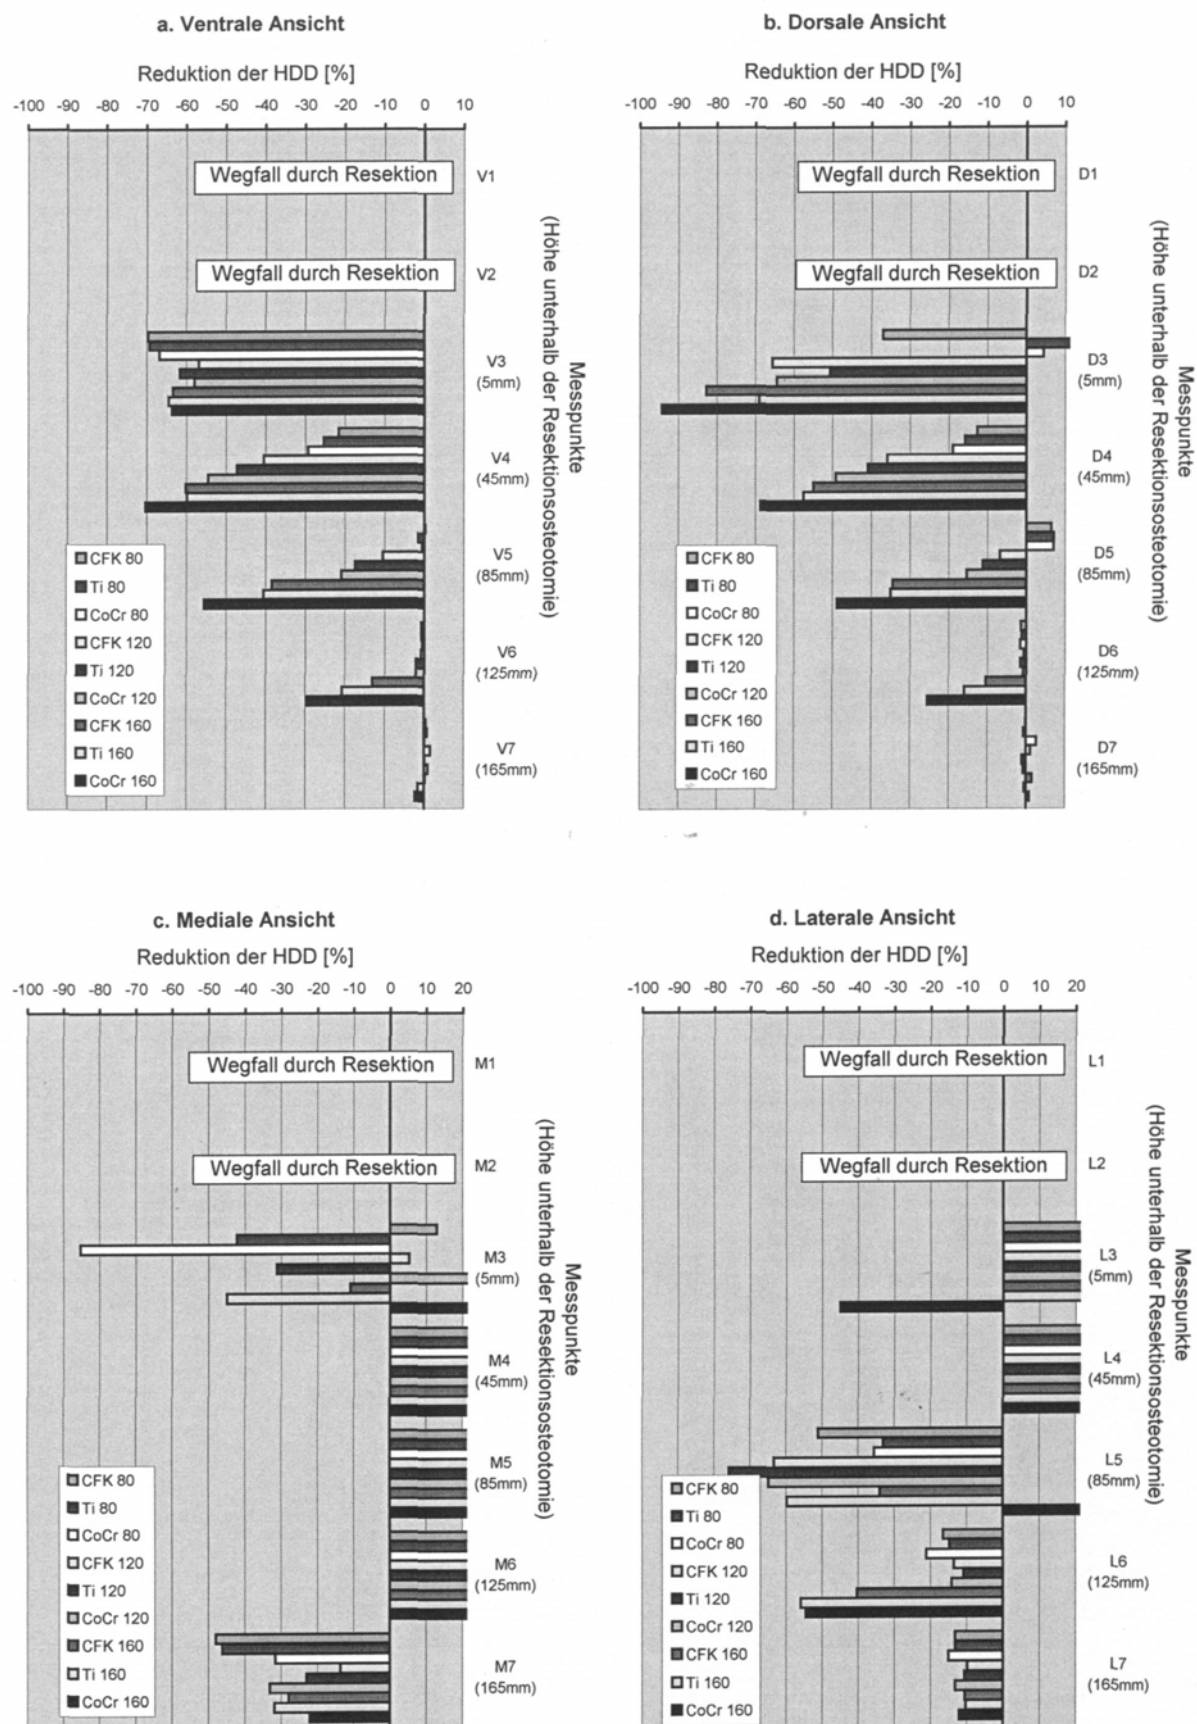 a. Ventrale Ansicht
Reduktion der HDD [%]
-100 -90 -80 -70 -60 -50 -40 -30 -20 -10 0 10
Wegfall durch Resektion
V1
Wegfall durch Resektion
V2
V3
(5mm)
V4
(45mm)
V5
(85mm)
V6
(125mm)
V7
(165mm)
Messpunkte
(Höhe unterhalb der Resektionsosteotomie)
CFK 80
Ti 80
CoCr 80
CFK 120
Ti 120
CoCr 120
CFK 160
Ti 160
CoCr 160
b. Dorsale Ansicht
Reduktion der HDD [%]
-100 -90 -80 -70 -60 -50 -40 -30 -20 -10 0 10
Wegfall durch Resektion
D1
Wegfall durch Resektion
D2
D3
(5mm)
D4
(45mm)
D5
(85mm)
D6
(125mm)
D7
(165mm)
Messpunkte
(Höhe unterhalb der Resektionsosteotomie)
CFK 80
Ti 80
CoCr 80
CFK 120
Ti 120
CoCr 120
CFK 160
Ti 160
CoCr 160
c. Mediale Ansicht
Reduktion der HDD [%]
-100 -90 -80 -70 -60 -50 -40 -30 -20 -10 0 10 20
Wegfall durch Resektion
M1
Wegfall durch Resektion
M2
M3
(5mm)
M4
(45mm)
M5
(85mm)
M6
(125mm)
M7
(165mm)
Messpunkte
(Höhe unterhalb der Resektionsosteotomie)
CFK 80
Ti 80
CoCr 80
CFK 120
Ti 120
CoCr 120
CFK 160
Ti 160
CoCr 160
d. Laterale Ansicht
Reduktion der HDD [%]
-100 -90 -80 -70 -60 -50 -40 -30 -20 -10 0 10 20
Wegfall durch Resektion
L1
Wegfall durch Resektion
L2
L3
(5mm)
L4
(45mm)
L5
(85mm)
L6
(125mm)
L7
(165mm)
Messpunkte
(Höhe unterhalb der Resektionsosteotomie)
CFK 80
Ti 80
CoCr 80
CFK 120
Ti 120
CoCr 120
CFK 160
Ti 160
CoCr 160